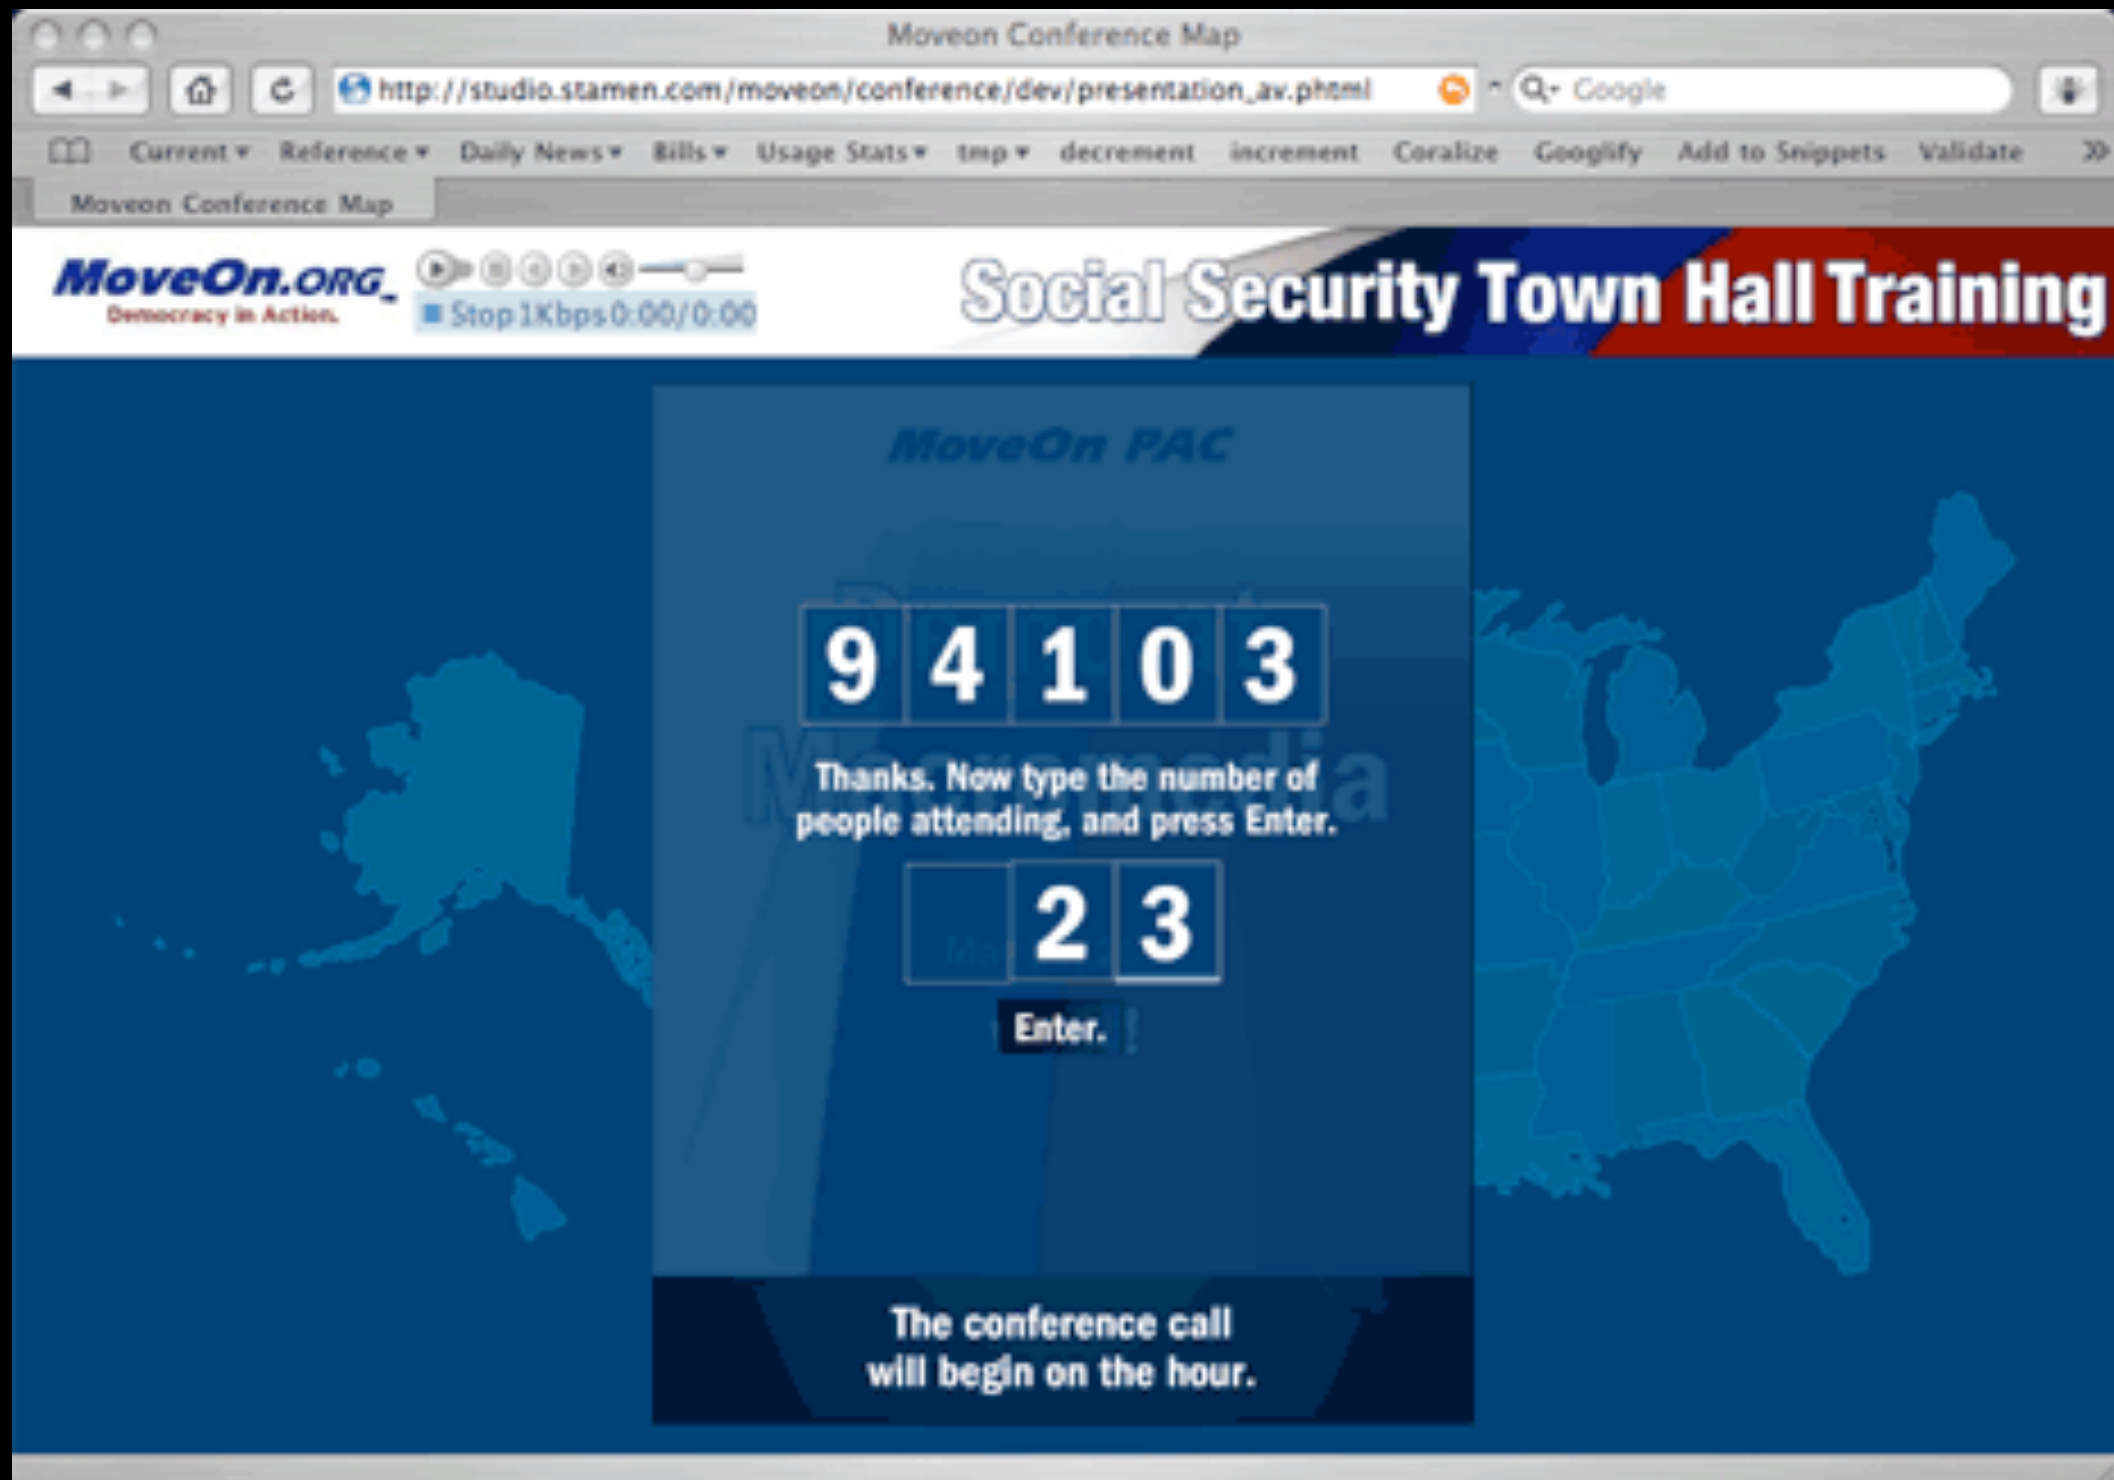 Moveon Conference Map
http://studio.stamen.com/moveon/conference/dev/presentation_av.phtml
Google
Current Reference Daily News Bills Usage Stats tmp decrement increment Coralize Googlify Add to Snippets Validate
Moveon Conference Map
MoveOn.ORG
Democracy in Action.
Stop 1Kbps 0:00/0:00
Social Security Town Hall Training
MoveOn PAC
9 4 1 0 3
Macromedia
Thanks. Now type the number of
people attending, and press Enter.
2 3
Enter.
The conference call
will begin on the hour.